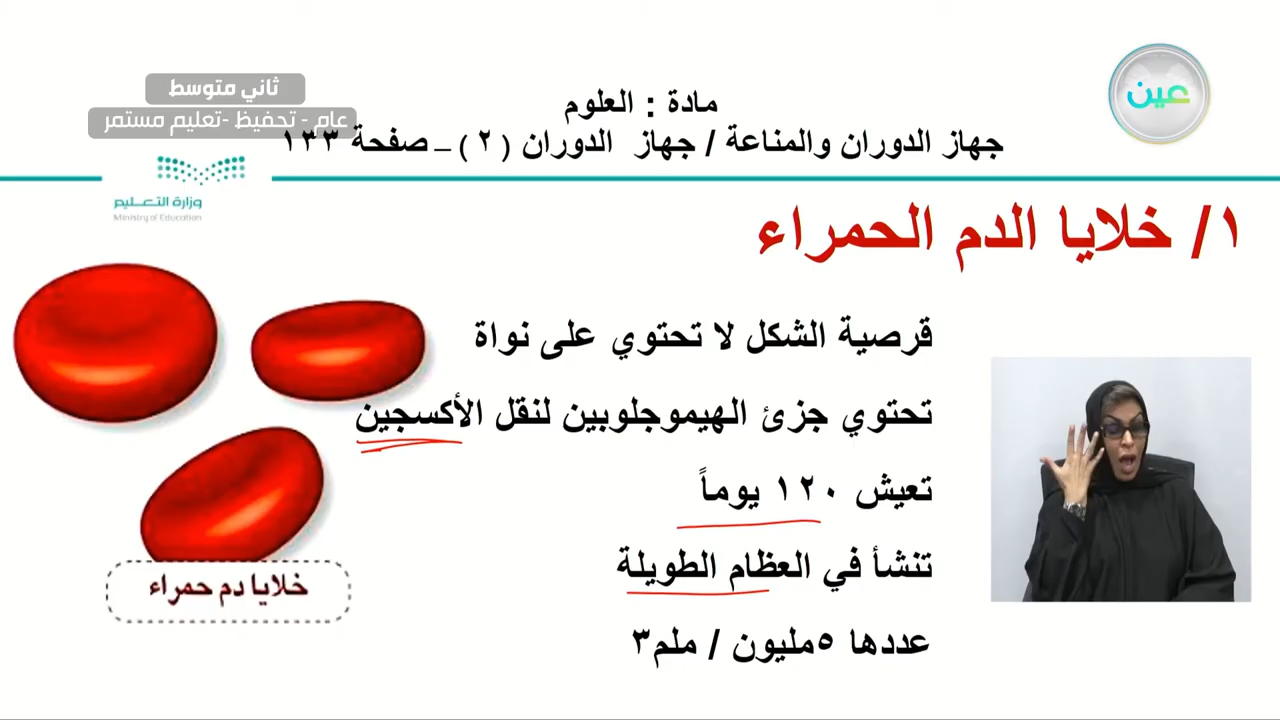 عين
ثاني متوسط
عام - تحفيظ -تعليم مستمر
مادة : العلوم
جهاز الدوران والمناعة / جهاز الدوران ( ٢ ) – صفحة ١٣٣
وزارة التعليم
Ministry of Education
١/ خلايا الدم الحمراء
قرصية الشكل لا تحتوي على نواة
تحتوي جزئ الهيموجلوبين لنقل الأكسجين
تعيش ١٢٠ يوماً
تنشأ في العظام الطويلة
عددها ٥مليون / ملم٣
خلايا دم حمراء